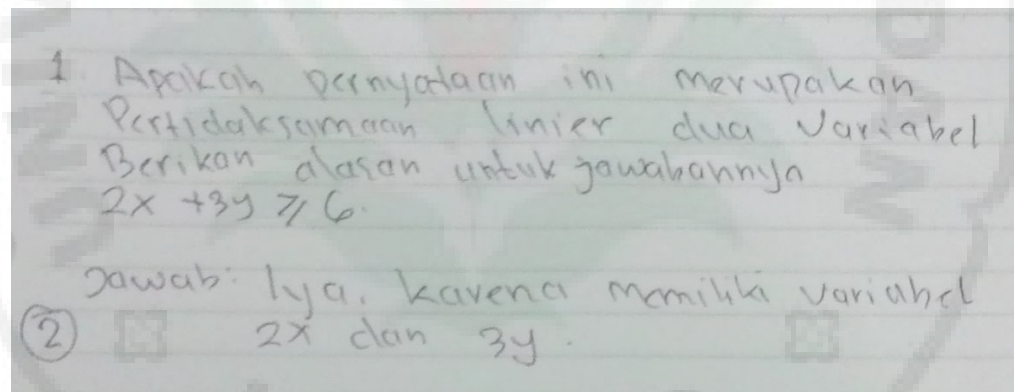 1. Apakah pernyataan ini merupakan
Pertidaksamaan linier dua Variabel
Berikan alasan untuk jawabannya
2x + 3y ≥ 6.
Jawab: Iya, karena memiliki variabel
2 2x dan 3y.